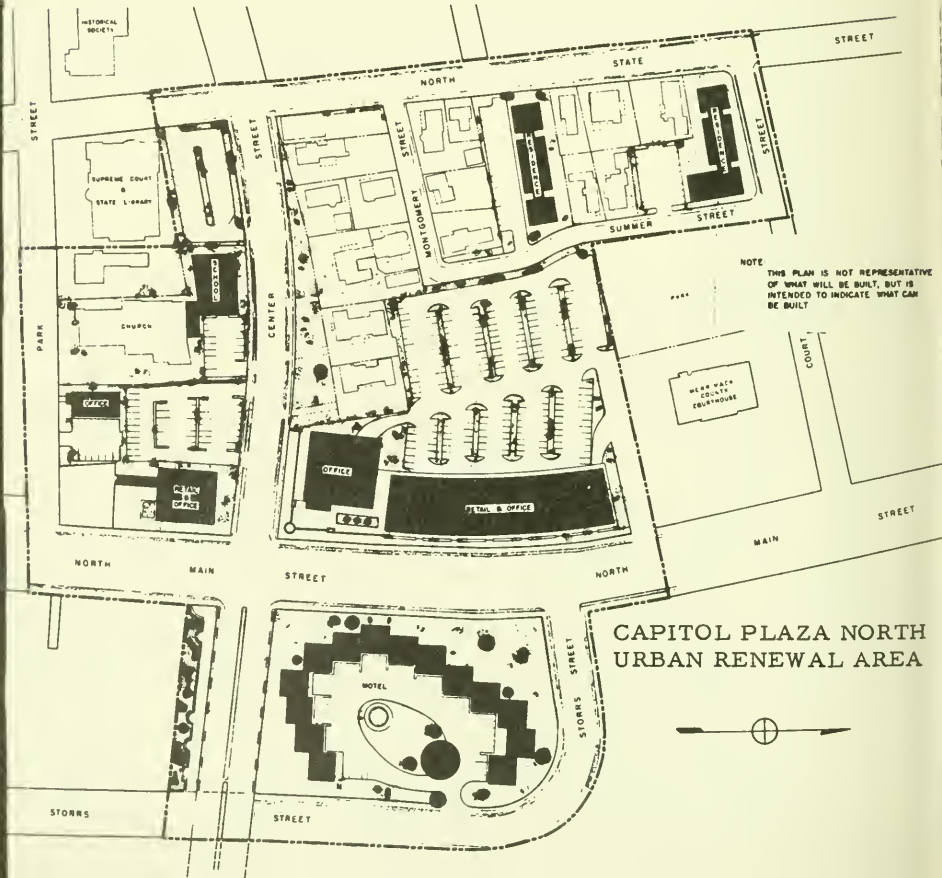 HISTORICAL
SOCIETY
STREET
NORTH
STATE
STREET
STREET
STREET
STREET
SUPREME COURT
&
STATE LIBRARY
RESIDENCE
RESIDENCE
MONTGOMERY
SUMMER
STREET
SCHOOL
CENTER
PARK
CHURCH
NOTE
THIS PLAN IS NOT REPRESENTATIVE
OF WHAT WILL BE BUILT, BUT IS
INTENDED TO INDICATE WHAT CAN
BE BUILT
PARK
COURT
MERRIMACK
COUNTY
COURTHOUSE
OFFICE
OFFICE
RETAIL
&
OFFICE
RETAIL & OFFICE
STREET
MAIN
NORTH
MAIN
STREET
NORTH
CAPITOL PLAZA NORTH
URBAN RENEWAL AREA
MOTEL
STORRS STREET
STORRS
STREET